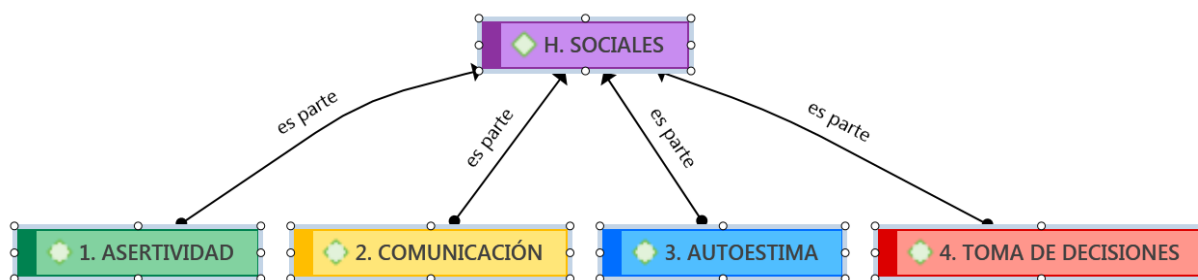 H. SOCIALES
es parte
es parte
es parte
es parte
1. ASERTIVIDAD
2. COMUNICACIÓN
3. AUTOESTIMA
4. TOMA DE DECISIONES